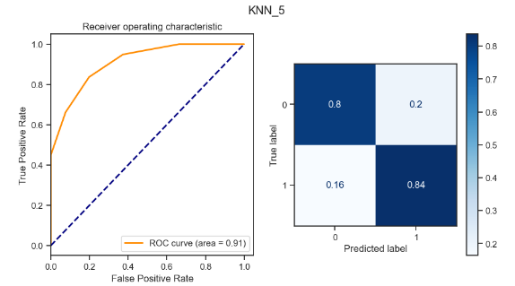 KNN_5
Receiver operating characteristic
True Positive Rate
1.0
0.8
0.6
0.4
0.2
0.0
ROC curve (area = 0.91)
0.0 0.2 0.4 0.6 0.8 1.0
False Positive Rate
True label
0
1
0.8 0.2
0.16 0.84
0 1
Predicted label
0.8
0.7
0.6
0.5
0.4
0.3
0.2